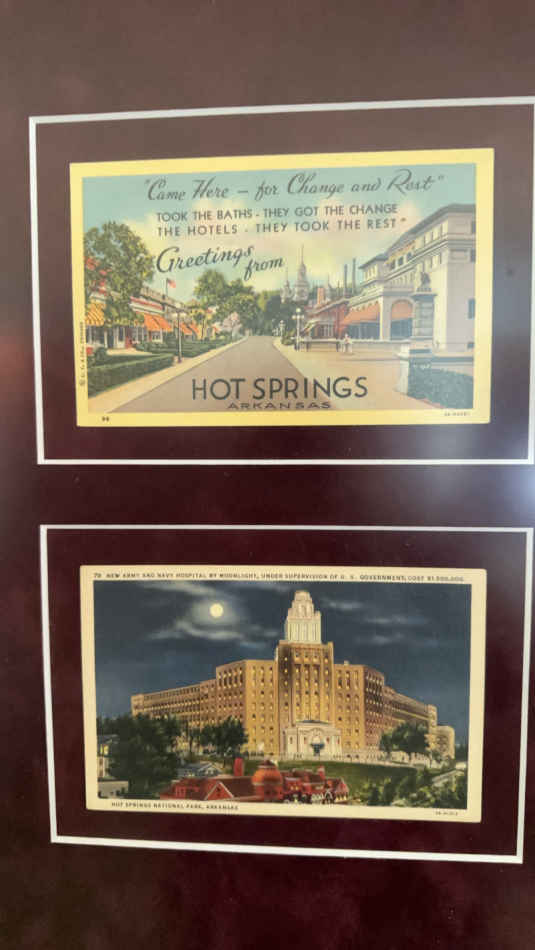 "Came Here - for Change and Rest"
TOOK THE BATHS - THEY GOT THE CHANGE
THE HOTELS - THEY TOOK THE REST"
Greetings
from
HOT SPRINGS
ARKANSAS
NEW ARMY AND NAVY HOSPITAL BY MOONLIGHT, UNDER SUPERVISION OF U. S. GOVERNMENT, COST $1,500,000.
HOT SPRINGS NATIONAL PARK, ARKANSAS